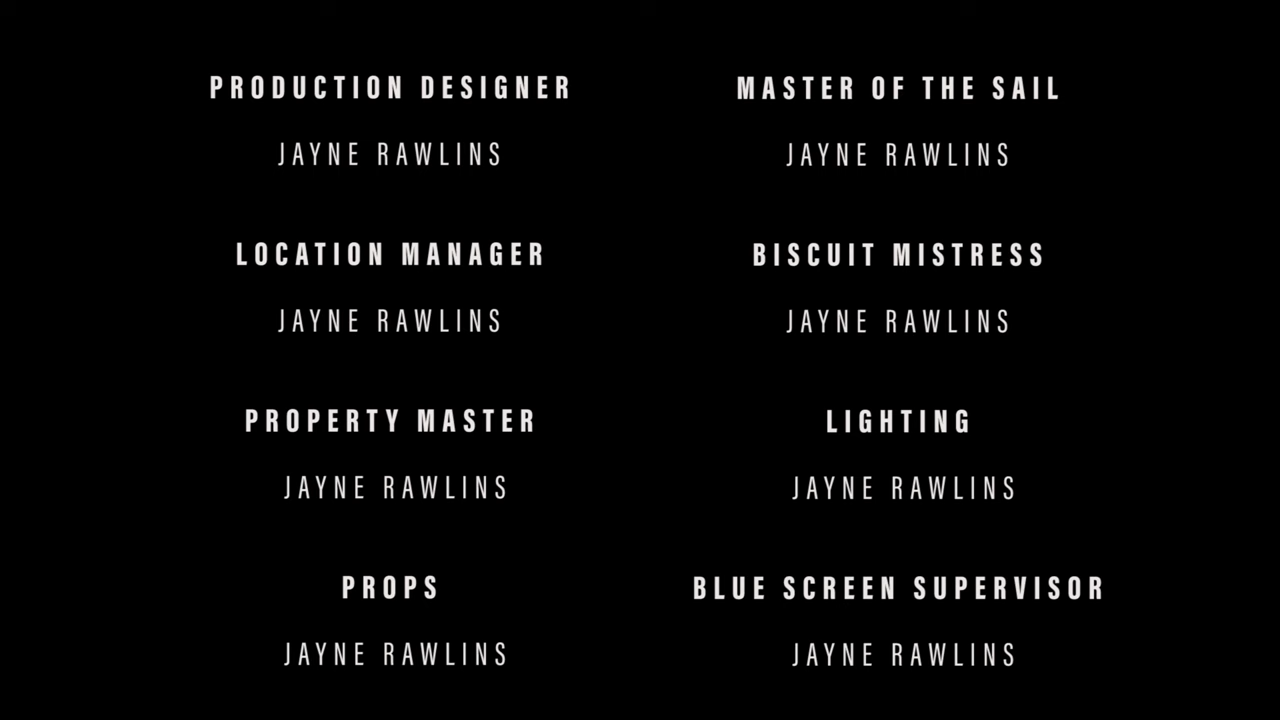 PRODUCTION DESIGNER
JAYNE RAWLINS
LOCATION MANAGER
JAYNE RAWLINS
PROPERTY MASTER
JAYNE RAWLINS
PROPS
JAYNE RAWLINS
MASTER OF THE SAIL
JAYNE RAWLINS
BISCUIT MISTRESS
JAYNE RAWLINS
LIGHTING
JAYNE RAWLINS
BLUE SCREEN SUPERVISOR
JAYNE RAWLINS